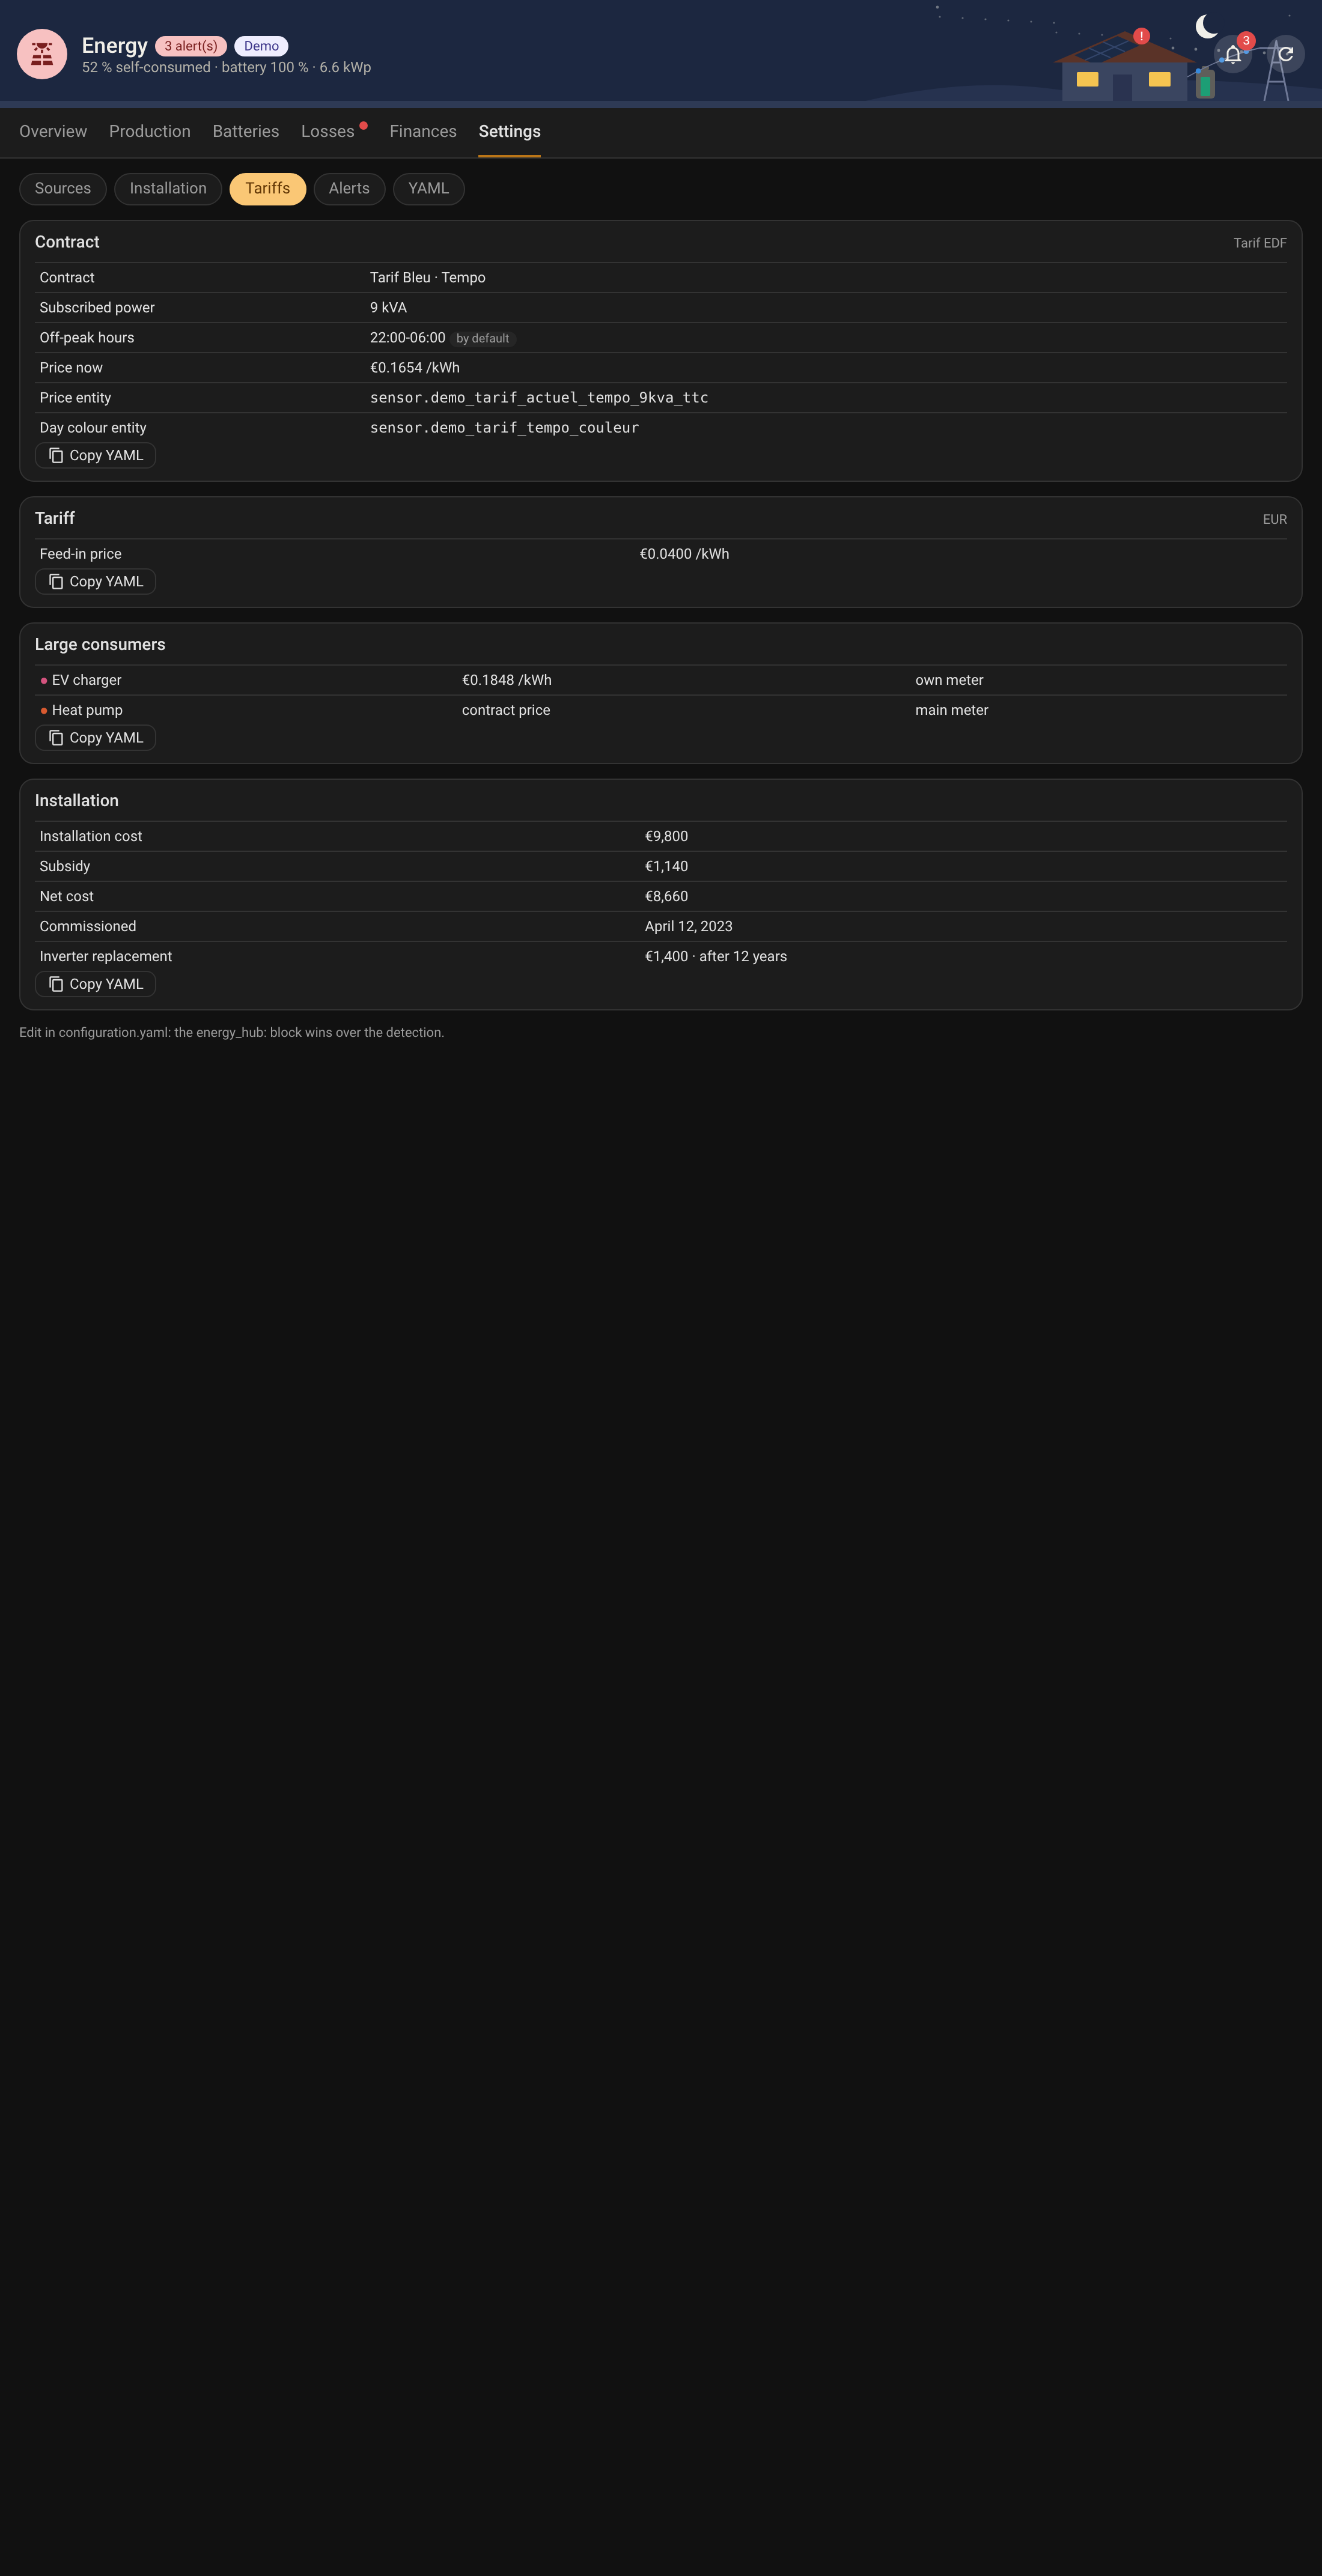 Energy 3 alert(s) Demo
52 % self-consumed · battery 100 % · 6.6 kWp
!
3
Overview Production Batteries Losses Finances Settings
Sources Installation Tariffs Alerts YAML
Contract Tarif EDF
Contract Tarif Bleu · Tempo
Subscribed power 9 kVA
Off-peak hours 22:00-06:00 by default
Price now €0.1654 /kWh
Price entity sensor.demo_tarif_actuel_tempo_9kva_ttc
Day colour entity sensor.demo_tarif_tempo_couleur
Copy YAML
Tariff EUR
Feed-in price €0.0400 /kWh
Copy YAML
Large consumers
EV charger €0.1848 /kWh own meter
Heat pump contract price main meter
Copy YAML
Installation
Installation cost €9,800
Subsidy €1,140
Net cost €8,660
Commissioned April 12, 2023
Inverter replacement €1,400 · after 12 years
Copy YAML
Edit in configuration.yaml: the energy_hub: block wins over the detection.